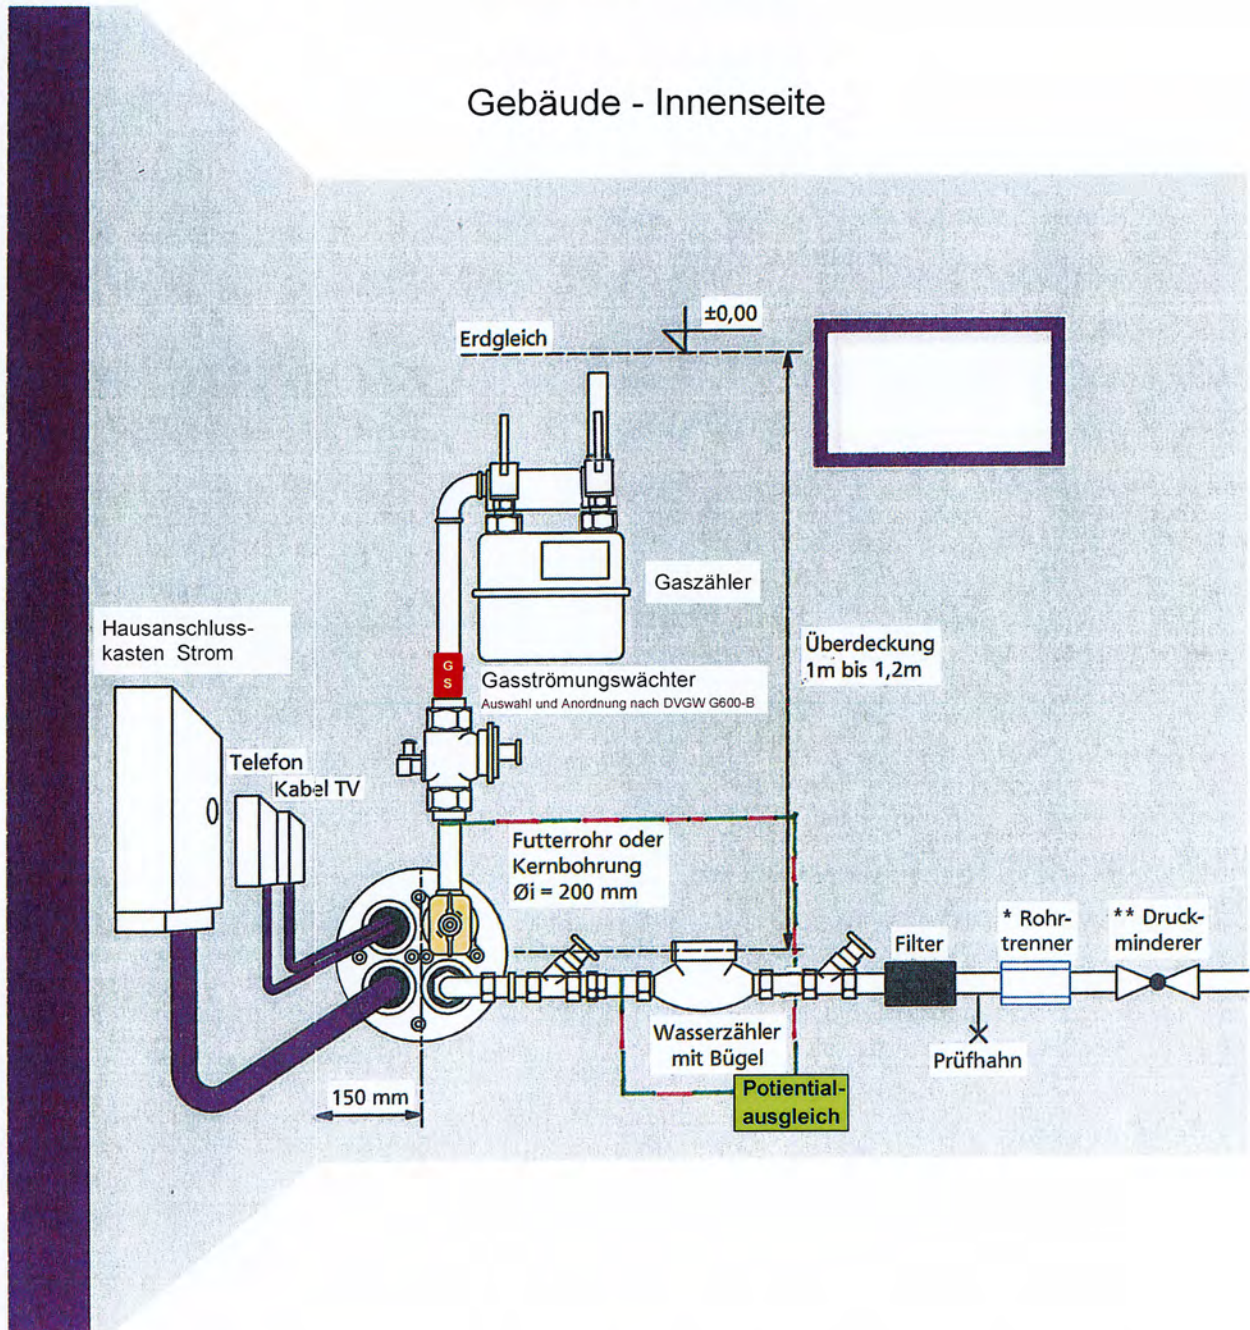 Gebäude - Innenseite
±0,00
Erdgleich
Gaszähler
Hausanschluss-
kasten Strom
Überdeckung
1m bis 1,2m
G
S
Gasströmungswächter
Auswahl und Anordnung nach DVGW G600-B
Telefon
Kabel TV
Futterrohr oder
Kernbohrung
Øi = 200 mm
Filter
* Rohr-
trenner
** Druck-
minderer
Wasserzähler
mit Bügel
Prüfhahn
150 mm
Potiential-
ausgleich